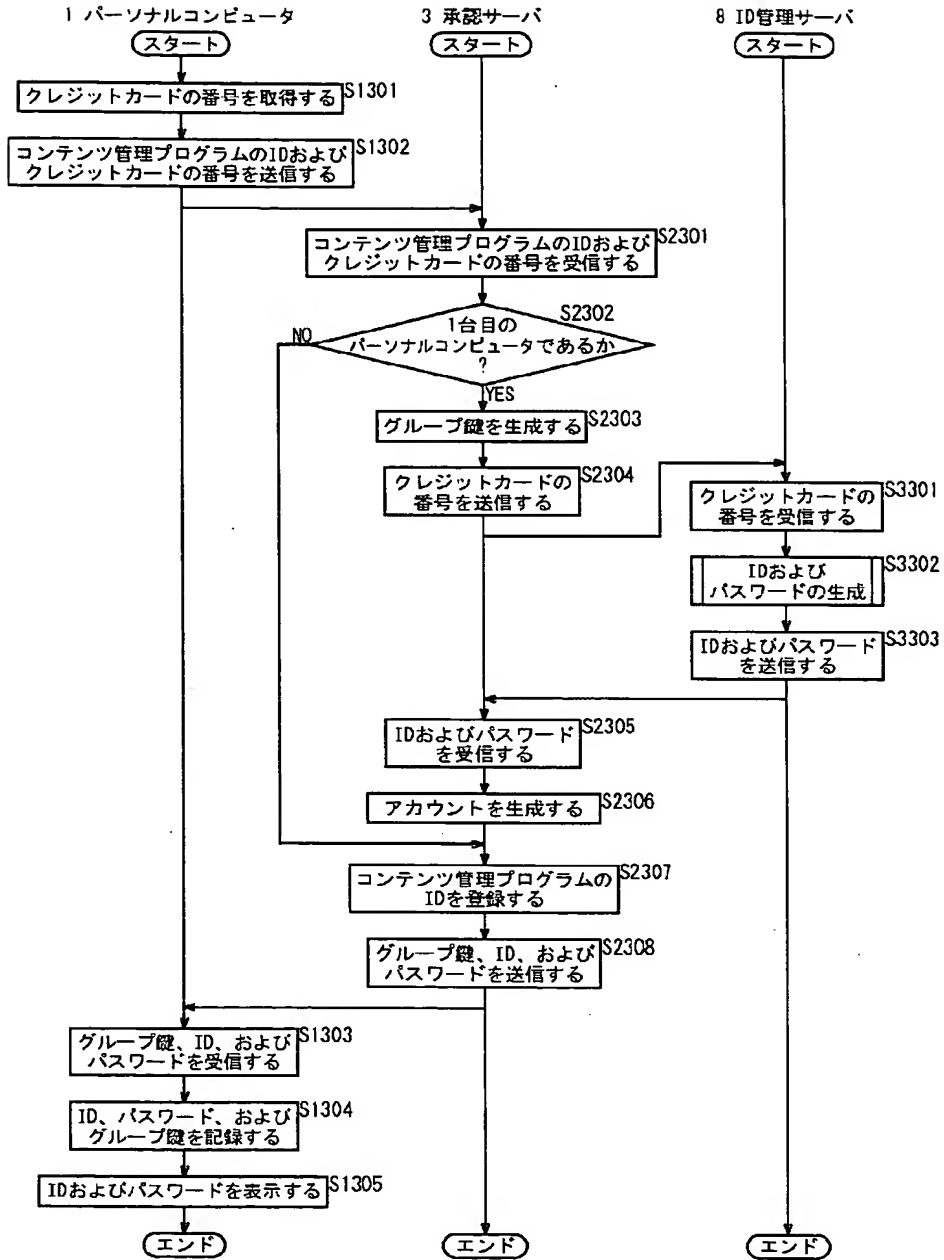 1 パーソナルコンピュータ
スタート
クレジットカードの番号を取得する
S1301
コンテンツ管理プログラムのIDおよび
クレジットカードの番号を送信する
S1302
3 承認サーバ
スタート
コンテンツ管理プログラムのIDおよび
クレジットカードの番号を受信する
S2301
1台目の
パーソナルコンピュータであるか
?
S2302
NO
YES
グループ鍵を生成する
S2303
クレジットカードの
番号を送信する
S2304
8 ID管理サーバ
スタート
クレジットカードの
番号を受信する
S3301
IDおよび
パスワードの生成
S3302
IDおよびパスワード
を送信する
S3303
エンド
IDおよびパスワード
を受信する
S2305
アカウントを生成する
S2306
コンテンツ管理プログラムの
IDを登録する
S2307
グループ鍵、ID、および
パスワードを送信する
S2308
エンド
グループ鍵、ID、および
パスワードを受信する
S1303
ID、パスワード、および
グループ鍵を記録する
S1304
IDおよびパスワードを表示する
S1305
エンド